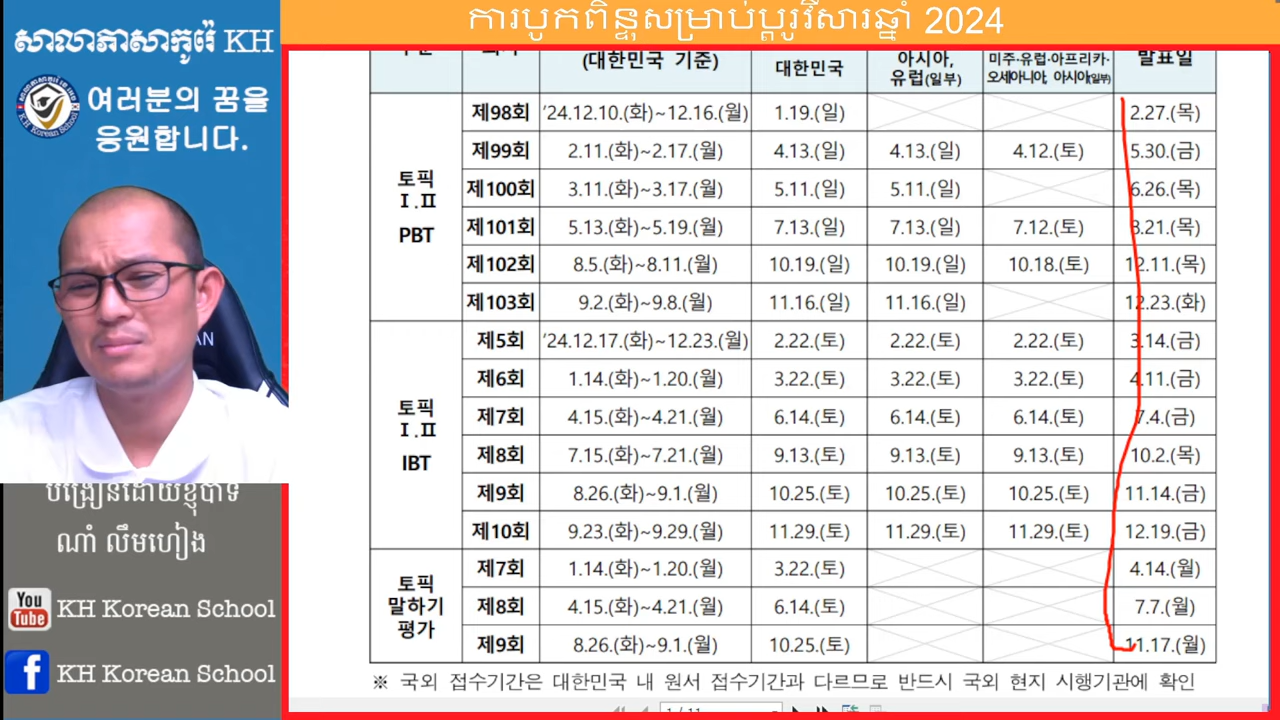 ការបូកពិន្ទុសម្រាប់ប្តូរវីសារឆ្នាំ 2024
សាលាភាសាកូរ៉េ KH
여러분의 꿈을
응원합니다.
(대한민국 기준) 대한민국 아시아, 유럽(일부) 미주·유럽·아프리카· 오세아니아, 아시아(일부) 발표일
토픽 Ⅰ.Ⅱ PBT
제98회 ’24.12.10.(화)~12.16.(월) 1.19.(일) 2.27.(목)
제99회 2.11.(화)~2.17.(월) 4.13.(일) 4.13.(일) 4.12.(토) 5.30.(금)
제100회 3.11.(화)~3.17.(월) 5.11.(일) 5.11.(일) 6.26.(목)
제101회 5.13.(화)~5.19.(월) 7.13.(일) 7.13.(일) 7.12.(토) 8.21.(목)
제102회 8.5.(화)~8.11.(월) 10.19.(일) 10.19.(일) 10.18.(토) 12.11.(목)
제103회 9.2.(화)~9.8.(월) 11.16.(일) 11.16.(일) 12.23.(화)
토픽 Ⅰ.Ⅱ IBT
제5회 ’24.12.17.(화)~12.23.(월) 2.22.(토) 2.22.(토) 2.22.(토) 3.14.(금)
제6회 1.14.(화)~1.20.(월) 3.22.(토) 3.22.(토) 3.22.(토) 4.11.(금)
제7회 4.15.(화)~4.21.(월) 6.14.(토) 6.14.(토) 6.14.(토) 7.4.(금)
제8회 7.15.(화)~7.21.(월) 9.13.(토) 9.13.(토) 9.13.(토) 10.2.(목)
제9회 8.26.(화)~9.1.(월) 10.25.(토) 10.25.(토) 10.25.(토) 11.14.(금)
제10회 9.23.(화)~9.29.(월) 11.29.(토) 11.29.(토) 11.29.(토) 12.19.(금)
토픽 말하기 평가
제7회 1.14.(화)~1.20.(월) 3.22.(토) 4.14.(월)
제8회 4.15.(화)~4.21.(월) 6.14.(토) 7.7.(월)
제9회 8.26.(화)~9.1.(월) 10.25.(토) 11.17.(월)
※ 국외 접수기간은 대한민국 내 원서 접수기간과 다르므로 반드시 국외 현지 시행기관에 확인
1 / 11
បង្រៀនដោយខ្ញុំបាទ
ណាំ លឹមហៀង
You Tube KH Korean School
f KH Korean School